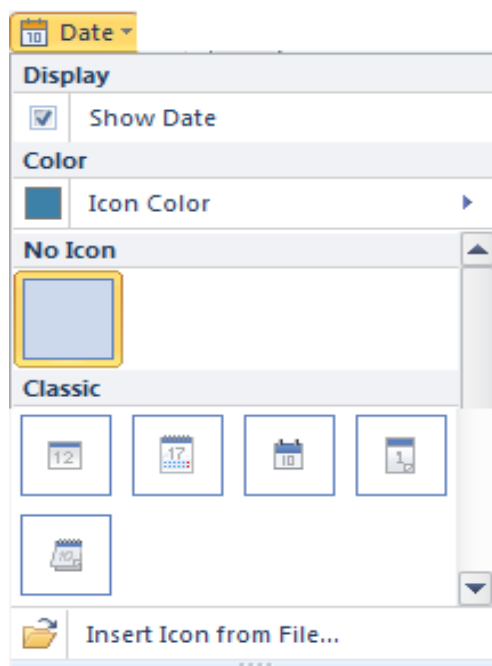 10 Date
Display
Show Date
Color
Icon Color
No Icon
Classic
12 17 10 1
10
Insert Icon from File...